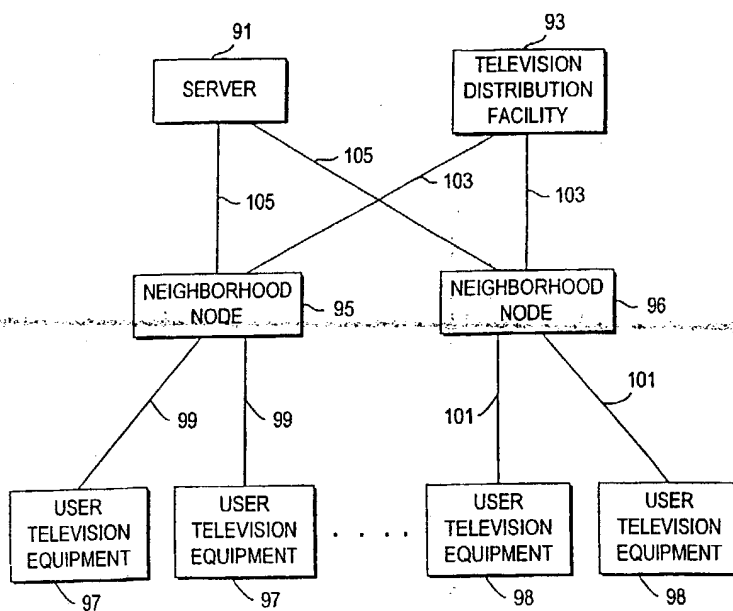 91
93
SERVER
TELEVISION
DISTRIBUTION
FACILITY
105
105
103
103
NEIGHBORHOOD
NODE
95
NEIGHBORHOOD
NODE
96
99
99
101
101
USER
TELEVISION
EQUIPMENT
USER
TELEVISION
EQUIPMENT
. . . .
USER
TELEVISION
EQUIPMENT
USER
TELEVISION
EQUIPMENT
97
97
98
98